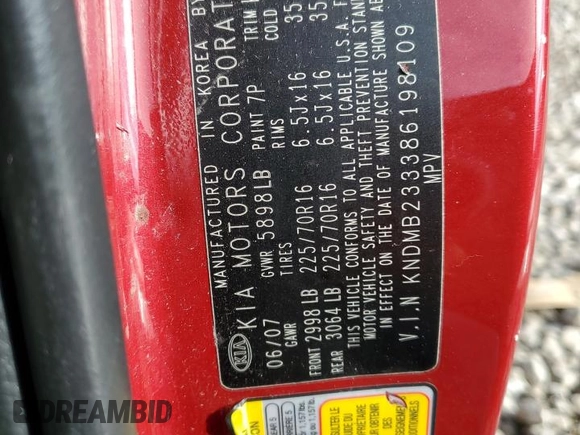 MANUFACTURED IN KOREA BY
KIA KIA MOTORS CORPORAT
06/07 GVWR 5898LB PAINT 7P TRIM
GAWR TIRES RIMS COLD
FRONT 2998LB 225/70R16 6.5Jx16 35
REAR 3064LB 225/70R16 6.5Jx16 35
THIS VEHICLE CONFORMS TO ALL APPLICABLE U.S.A. F
MOTOR VEHICLE SAFETY AND THEFT PREVENTION STAN
IN EFFECT ON THE DATE OF MANUFACTURE SHOWN AB
V.I.N KNDMB233386198109
MPV
DREAMBID